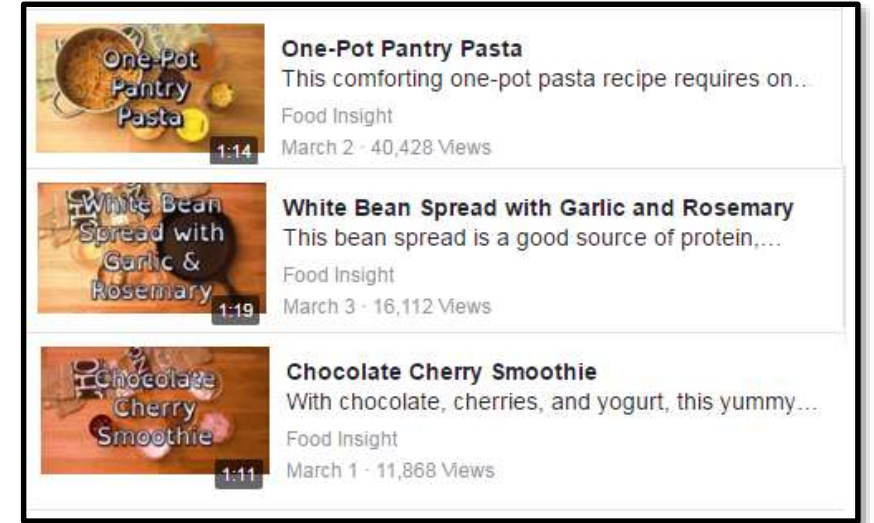 One-Pot
Pantry
Pasta
1:14
One-Pot Pantry Pasta
This comforting one-pot pasta recipe requires on...
Food Insight
March 2 · 40,428 Views
White Bean
Spread with
Garlic &
Rosemary
1:19
White Bean Spread with Garlic and Rosemary
This bean spread is a good source of protein,...
Food Insight
March 3 · 16,112 Views
Chocolate
Cherry
Smoothie
1:11
Chocolate Cherry Smoothie
With chocolate, cherries, and yogurt, this yummy...
Food Insight
March 1 · 11,868 Views